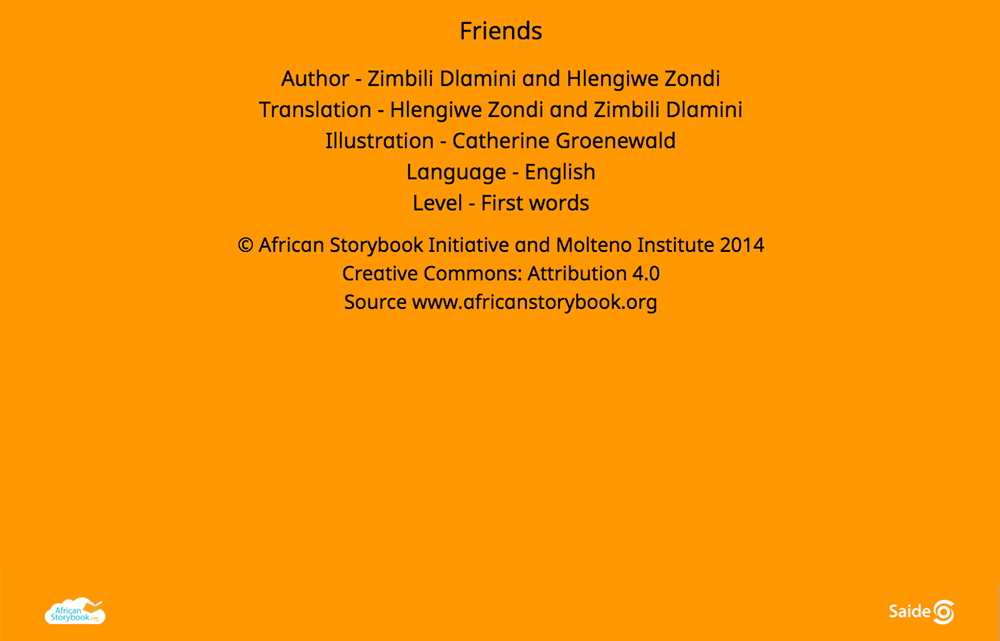 Friends
Author - Zimbili Dlamini and Hlengiwe Zondi
Translation - Hlengiwe Zondi and Zimbili Dlamini
Illustration - Catherine Groenewald
Language - English
Level - First words
© African Storybook Initiative and Molteno Institute 2014
Creative Commons: Attribution 4.0
Source www.africanstorybook.org
African
Storybook.org
Saide